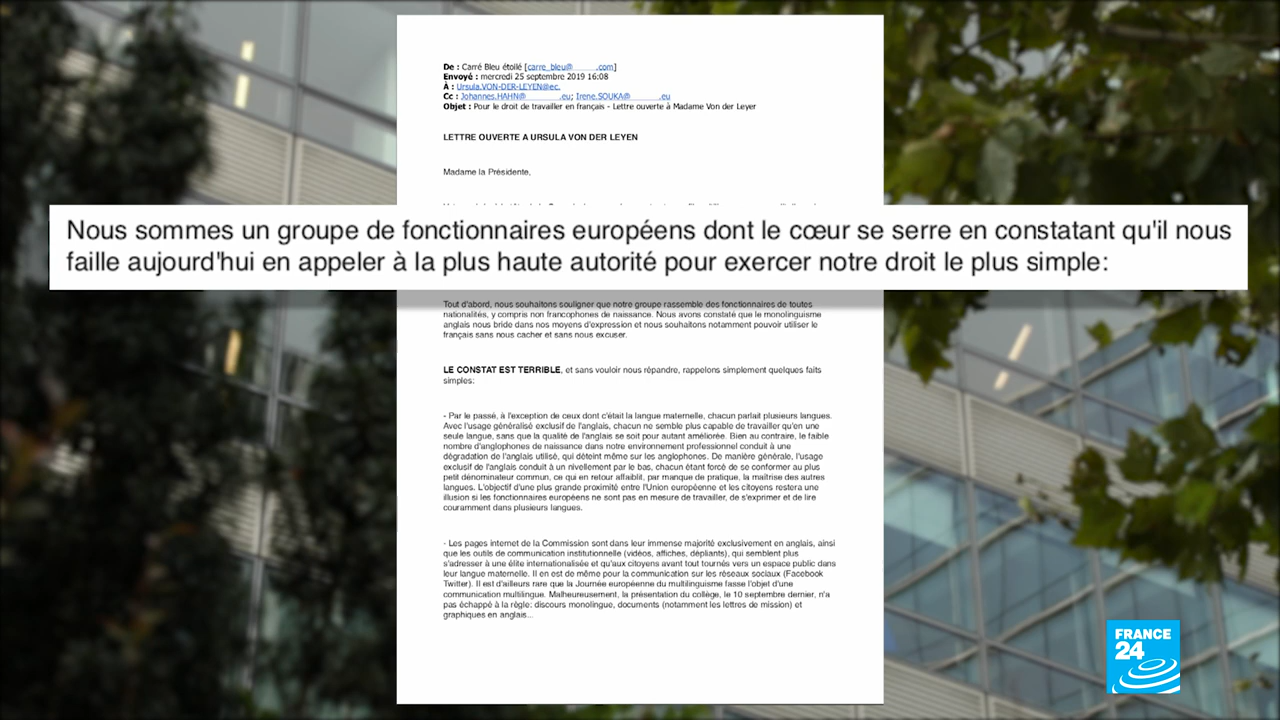 De : Carré Bleu étoilé [carre_bleu@ .com]
Envoyé : mercredi 25 septembre 2019 16:08
À : Ursula.VON-DER-LEYEN@ec.
Cc : Johannes.HAHN@ .eu; Irene.SOUKA@ .eu
Objet : Pour le droit de travailler en français - Lettre ouverte à Madame Von der Leyer
LETTRE OUVERTE A URSULA VON DER LEYEN
Madame la Présidente,
Nous sommes un groupe de fonctionnaires européens dont le cœur se serre en constatant qu'il nous
faille aujourd'hui en appeler à la plus haute autorité pour exercer notre droit le plus simple:
Tout d'abord, nous souhaitons souligner que notre groupe rassemble des fonctionnaires de toutes
nationalités, y compris non francophones de naissance. Nous avons constaté que le monolinguisme
anglais nous bride dans nos moyens d'expression et nous souhaitons notamment pouvoir utiliser le
français sans nous cacher et sans nous excuser.
LE CONSTAT EST TERRIBLE, et sans vouloir nous répandre, rappelons simplement quelques faits
simples:
- Par le passé, à l'exception de ceux dont c'était la langue maternelle, chacun parlait plusieurs langues.
Avec l'usage généralisé exclusif de l'anglais, chacun ne semble plus capable de travailler qu'en une
seule langue, sans que la qualité de l'anglais se soit pour autant améliorée. Bien au contraire, le faible
nombre d'anglophones de naissance dans notre environnement professionnel conduit à une
dégradation de l'anglais utilisé, qui déteint même sur les anglophones. De manière générale, l'usage
exclusif de l'anglais conduit à un nivellement par le bas, chacun étant forcé de se conformer au plus
petit dénominateur commun, ce qui en retour affaiblit, par manque de pratique, la maîtrise des autres
langues. L'objectif d'une plus grande proximité entre l'Union européenne et les citoyens restera une
illusion si les fonctionnaires européens ne sont pas en mesure de travailler, de s'exprimer et de lire
couramment dans plusieurs langues.
- Les pages internet de la Commission sont dans leur immense majorité exclusivement en anglais, ainsi
que les outils de communication institutionnelle (vidéos, affiches, dépliants), qui semblent plus
s'adresser à une élite internationalisée et qu'aux citoyens avant tout tournés vers un espace public dans
leur langue maternelle. Il en est de même pour la communication sur les réseaux sociaux (Facebook
Twitter). Il est d'ailleurs rare que la Journée européenne du multilinguisme fasse l'objet d'une
communication multilingue. Malheureusement, la présentation du collège, le 10 septembre dernier, n'a
pas échappé à la règle: discours monolingue, documents (notamment les lettres de mission) et
graphiques en anglais...
FRANCE
24